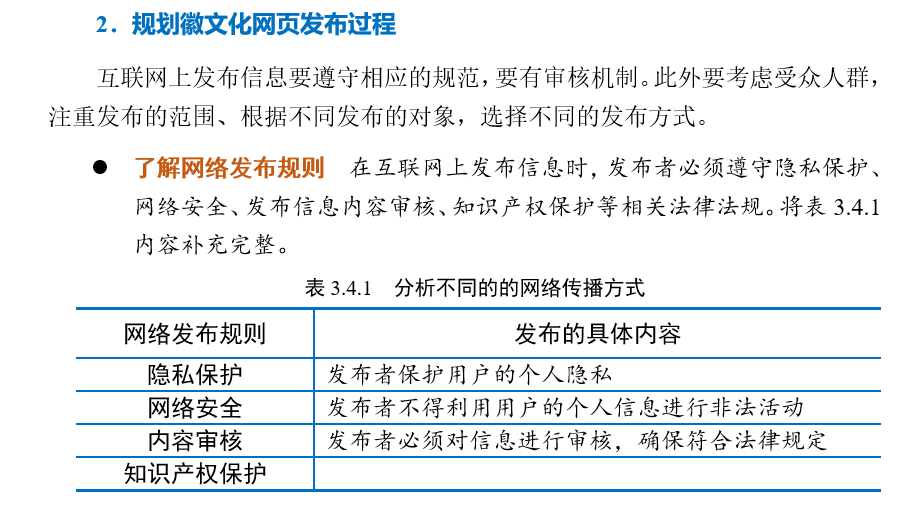 2．规划徽文化网页发布过程
互联网上发布信息要遵守相应的规范，要有审核机制。此外要考虑受众人群，
注重发布的范围、根据不同发布的对象，选择不同的发布方式。
● 了解网络发布规则 在互联网上发布信息时，发布者必须遵守隐私保护、
网络安全、发布信息内容审核、知识产权保护等相关法律法规。将表 3.4.1
内容补充完整。
表 3.4.1 分析不同的的网络传播方式
网络发布规则 发布的具体内容
隐私保护 发布者保护用户的个人隐私
网络安全 发布者不得利用用户的个人信息进行非法活动
内容审核 发布者必须对信息进行审核，确保符合法律规定
知识产权保护